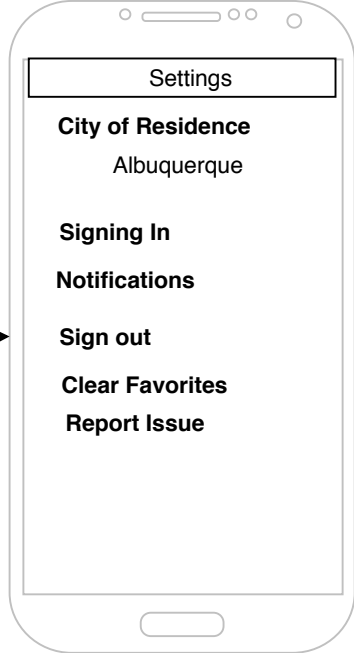 Settings
City of Residence
Albuquerque
Signing In
Notifications
Sign out
Clear Favorites
Report Issue